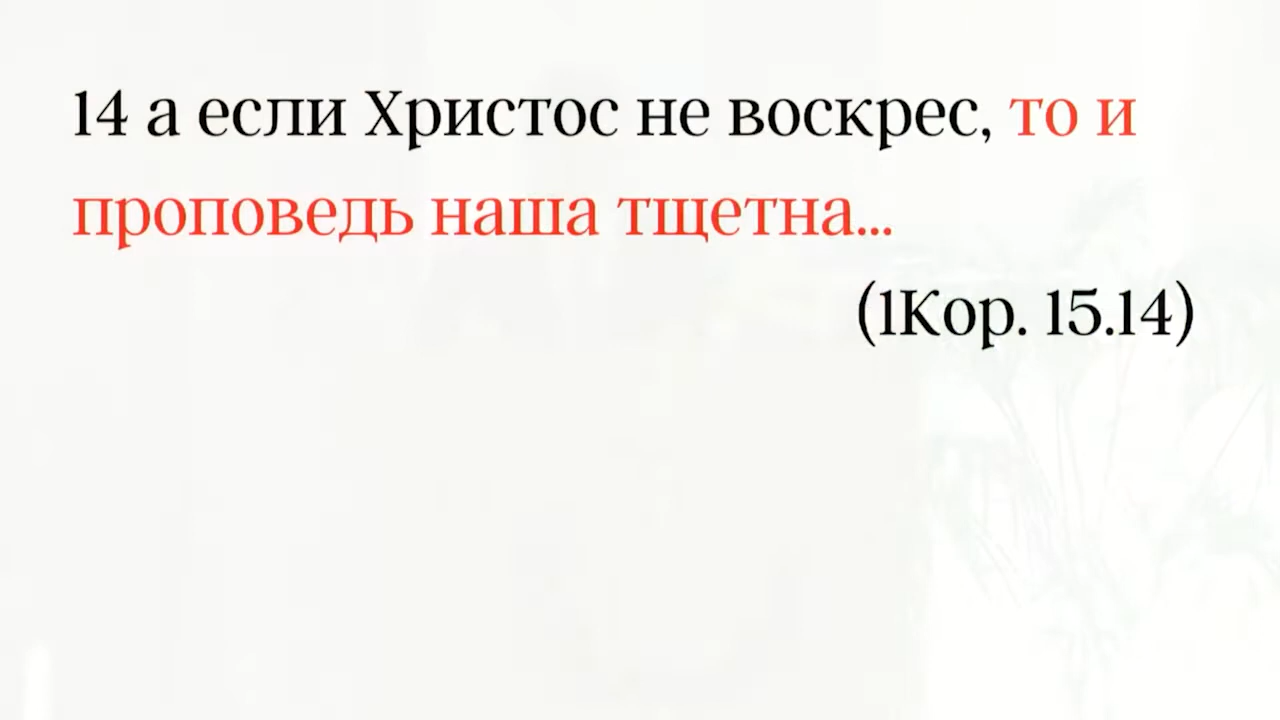 14 а если Христос не воскрес, то и
проповедь наша тщетна...
(1Кор. 15.14)